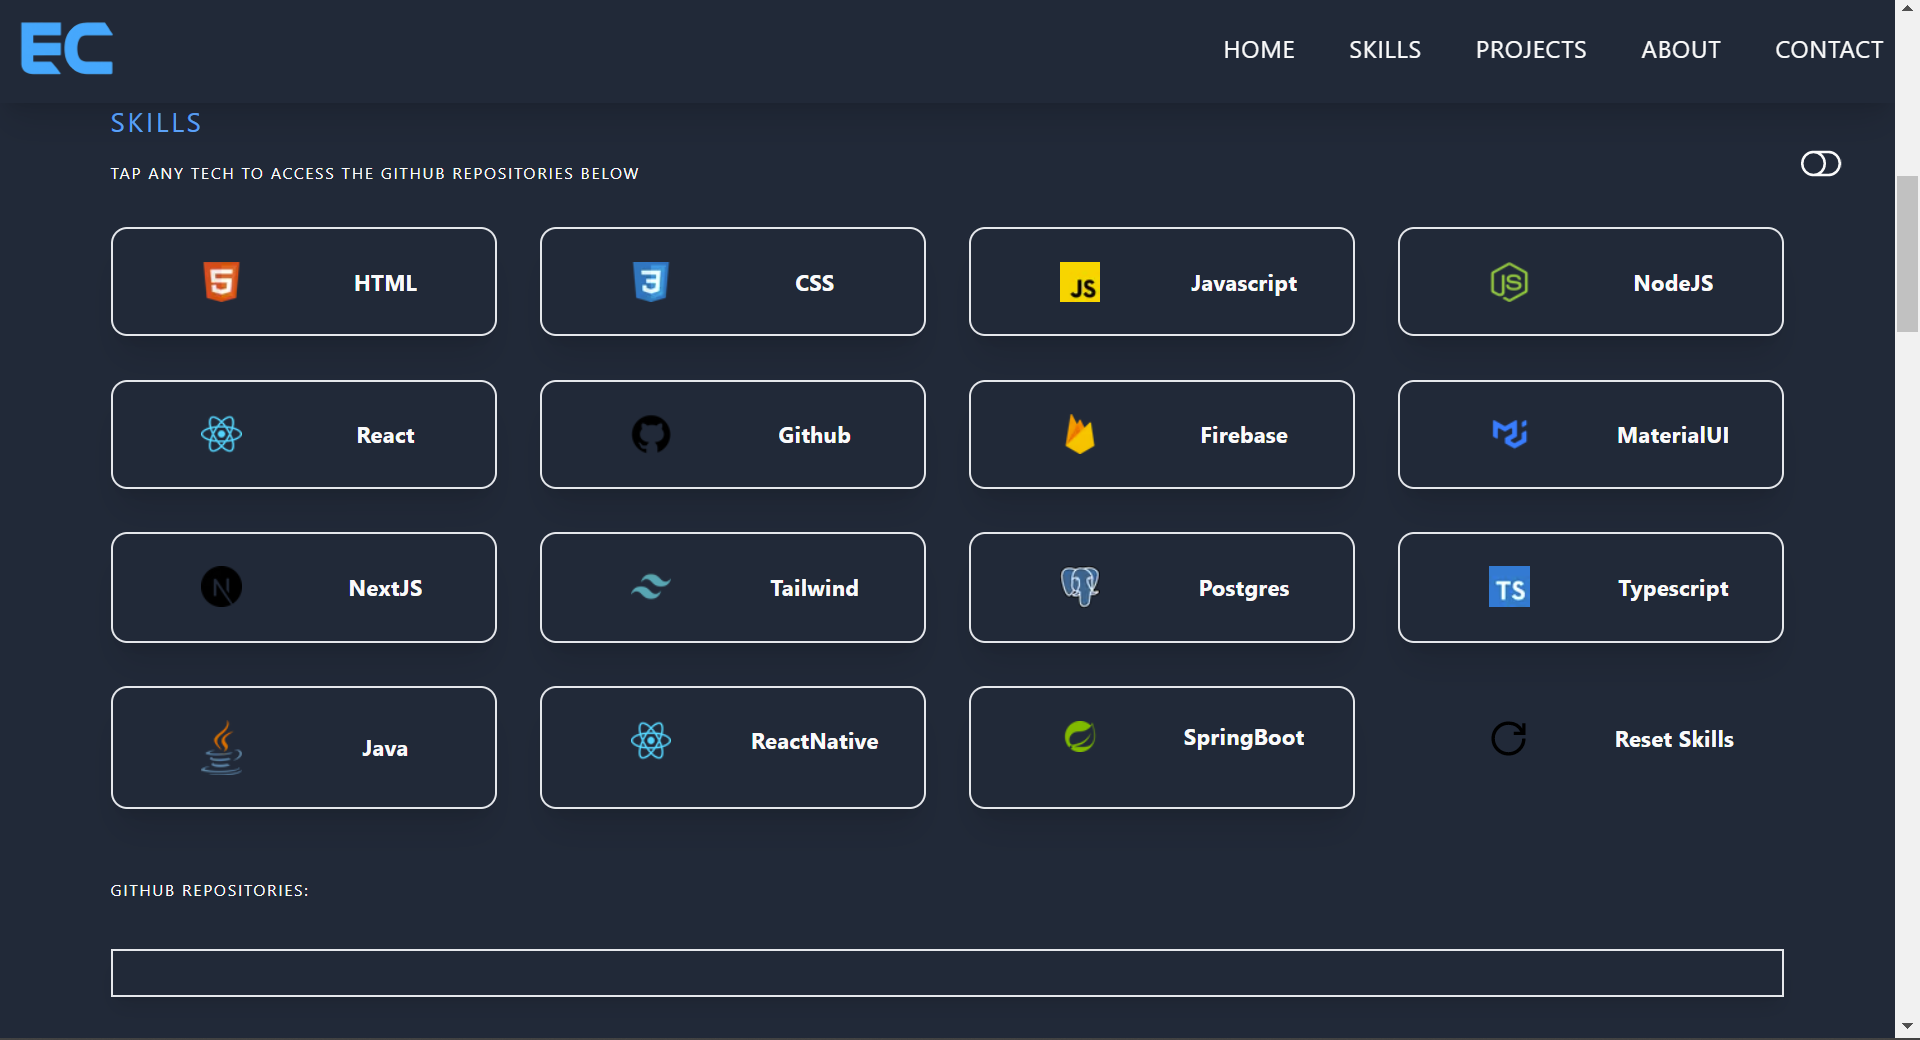 EC
HOME SKILLS PROJECTS ABOUT CONTACT
SKILLS
TAP ANY TECH TO ACCESS THE GITHUB REPOSITORIES BELOW
5 HTML 3 CSS JS Javascript JS NodeJS
React Github Firebase MaterialUI
N NextJS Tailwind Postgres TS Typescript
Java ReactNative SpringBoot Reset Skills
GITHUB REPOSITORIES: